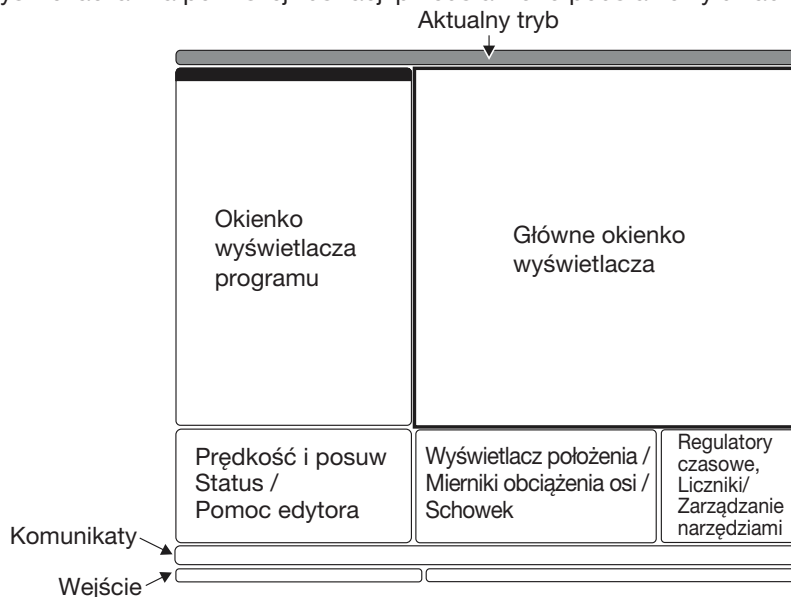 Aktualny tryb
Okienko
wyświetlacza
programu
Główne okienko
wyświetlacza
Prędkość i posuw
Status /
Pomoc edytora
Wyświetlacz położenia /
Mierniki obciążenia osi /
Schowek
Regulatory
czasowe,
Liczniki/
Zarządzanie
narzędziami
Komunikaty
Wejście